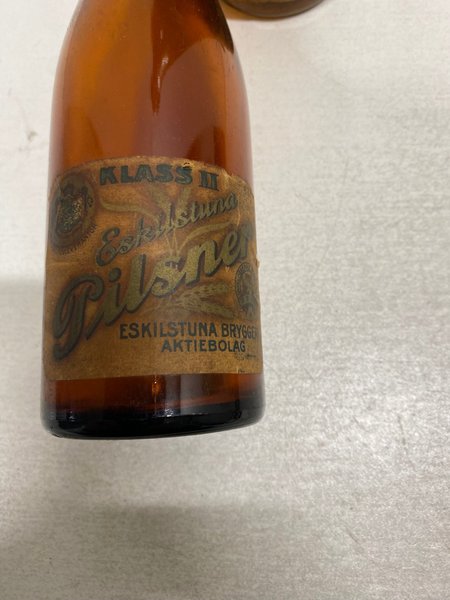 KLASS II
Eskilstuna
Pilsner
ESKILSTUNA BRYGGERI
AKTIEBOLAG